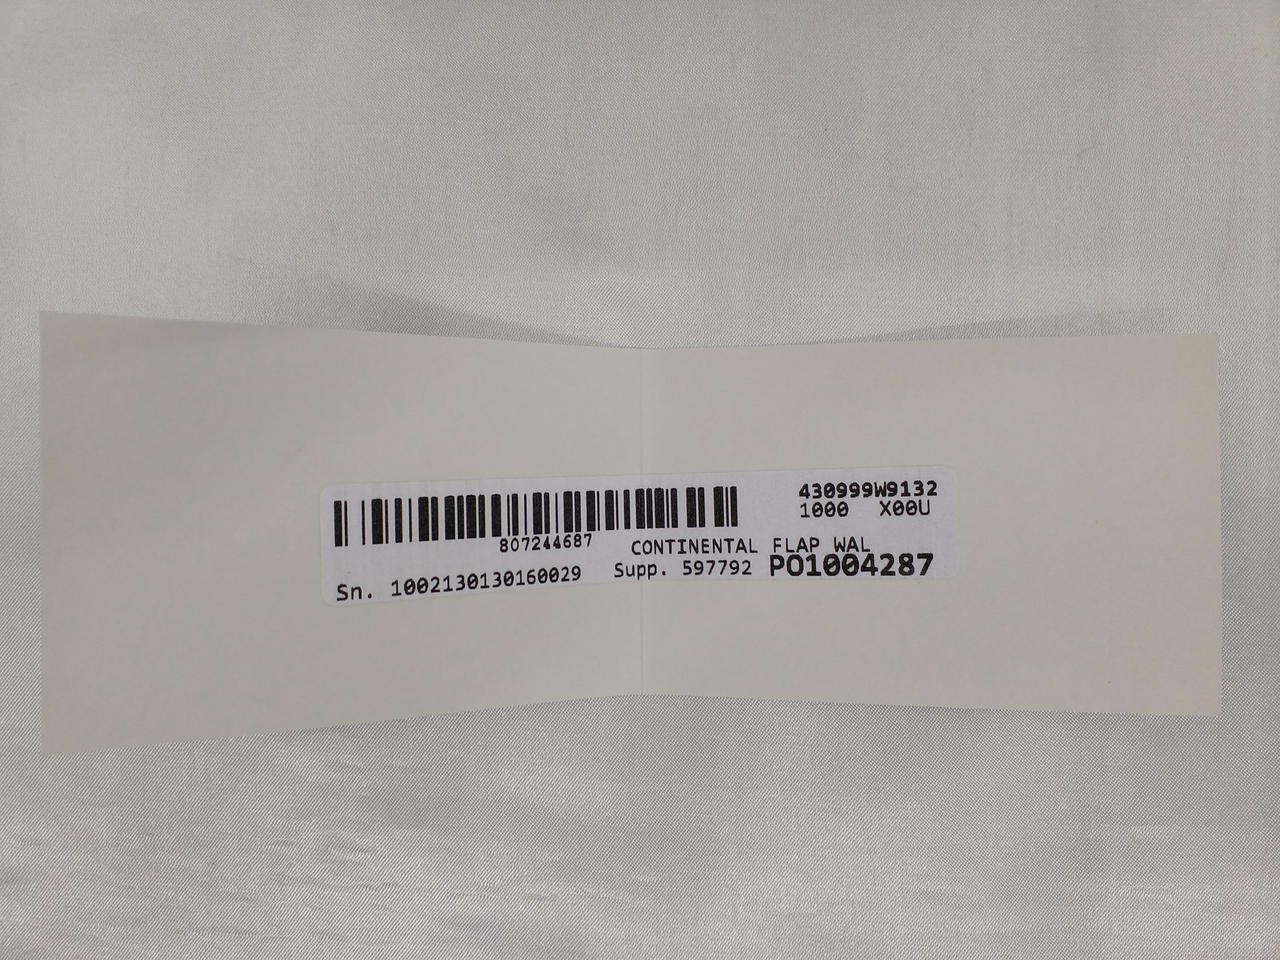 430999W9132
1000 X00U
807244687
CONTINENTAL FLAP WAL
Sn. 1002130130160029 Supp. 597792 PO1004287